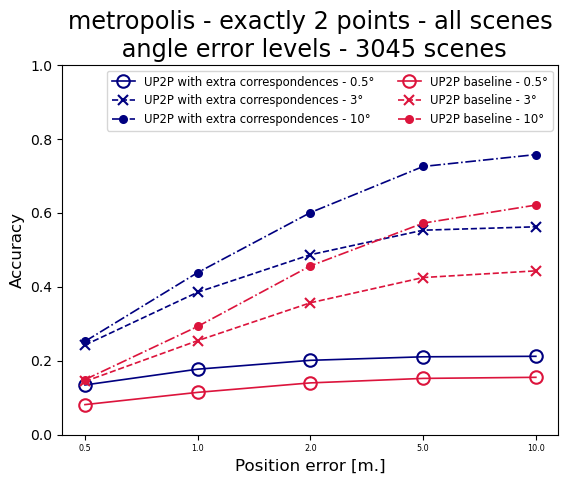 metropolis - exactly 2 points - all scenes
angle error levels - 3045 scenes
UP2P with extra correspondences - 0.5°
UP2P with extra correspondences - 3°
UP2P with extra correspondences - 10°
UP2P baseline - 0.5°
UP2P baseline - 3°
UP2P baseline - 10°
1.0
0.8
0.6
0.4
0.2
0.0
Accuracy
0.5 1.0 2.0 5.0 10.0
Position error [m.]